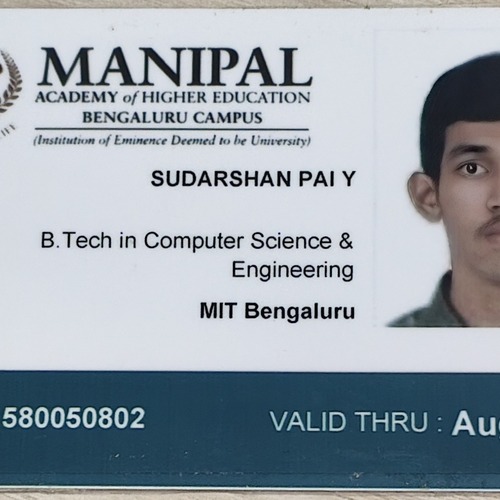 MANIPAL
ACADEMY of HIGHER EDUCATION
BENGALURU CAMPUS
(Institution of Eminence Deemed to be University)
SUDARSHAN PAI Y
B.Tech in Computer Science &
Engineering
MIT Bengaluru
580050802 VALID THRU :